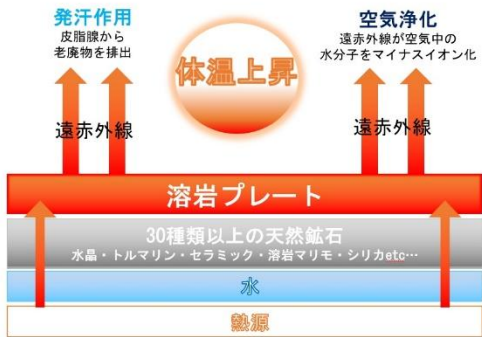 発汗作用
皮脂腺から
老廃物を排出
体温上昇
空気浄化
遠赤外線が空気中の
水分子をマイナスイオン化
遠赤外線
遠赤外線
溶岩プレート
30種類以上の天然鉱石
水晶・トルマリン・セラミック・溶岩マリモ・シリカetc…
水
熱源